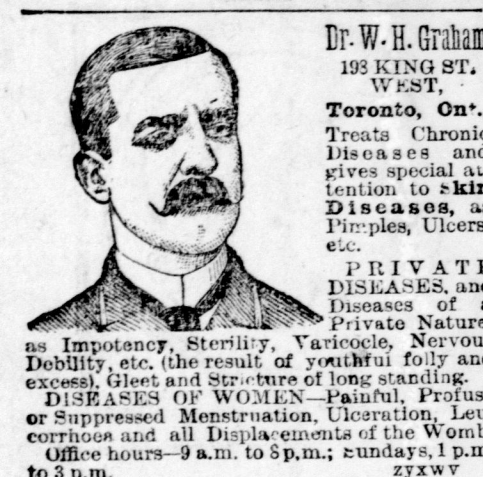 Dr. W. H. Graham
198 KING ST.
WEST,
Toronto, Ont.
Treats Chronic
Diseases and
gives special at
tention to Skin
Diseases, a
Pimples, Ulcers
etc.
PRIVATE
DISEASES, and
Diseases of a
Private Nature
as Impotency, Sterility, Varicocle, Nervou
Debility, etc. (the result of youthful folly and
excess). Gleet and Stricture of long standing.
DISEASES OF WOMEN—Painful, Profus
or Suppressed Menstruation, Ulceration, Leu
corrhoea and all Displacements of the Womb
Office hours—9 a.m. to 8 p.m.; Sundays, 1 p.m
to 3 p.m. zyxwv